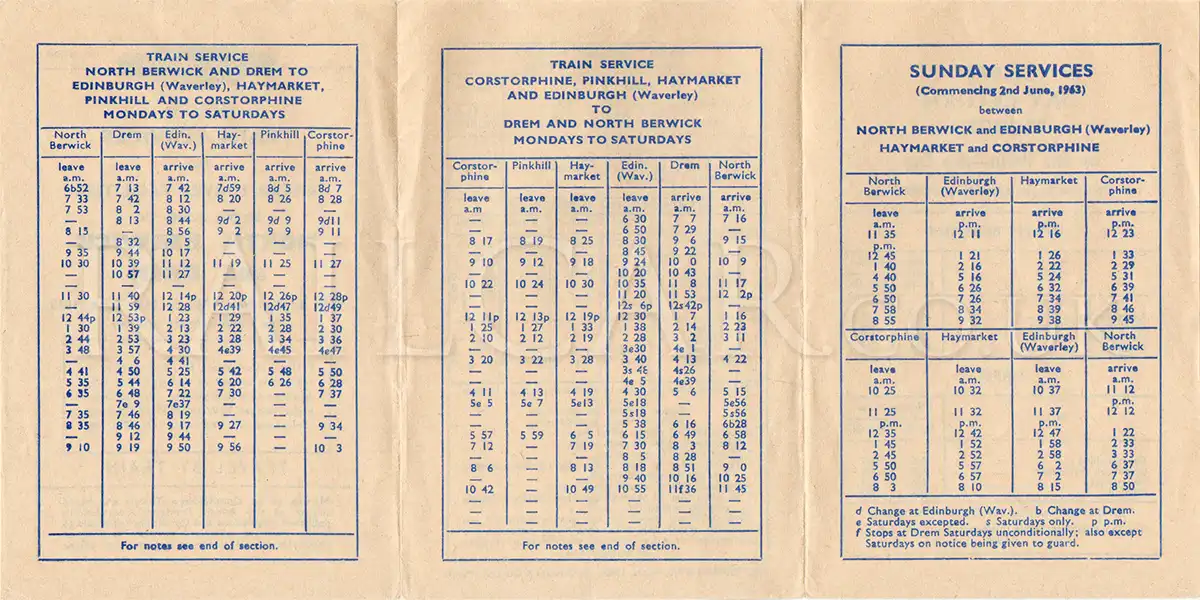 TRAIN SERVICE
NORTH BERWICK AND DREM TO
EDINBURGH (Waverley), HAYMARKET,
PINKHILL AND CORSTORPHINE
MONDAYS TO SATURDAYS
North Berwick Drem Edin. (Wav.) Hay-market Pinkhill Corstor-phine
leave leave arrive arrive arrive arrive
a.m. a.m. a.m. a.m. a.m. a.m.
6b52 7 13 7 42 7d59 8d 5 8d 7
7 33 7 42 8 12 8 20 8 26 8 28
7 53 8 2 8 30 — — —
— 8 13 8 44 9d 2 9d 9 9d11
8 15 — 8 56 9 2 9 9 9 11
— 8 32 9 5 — — —
9 35 9 44 10 17 — — —
10 30 10 39 11 12 11 19 11 25 11 27
— 10 57 11 27 — — —
— — — — — —
11 30 11 40 12 14p 12 20p 12 26p 12 28p
— 11 59 12 28 12d41 12d47 12d49
12 44p 12 53p 1 23 1 29 1 35 1 37
1 30 1 39 2 13 2 22 2 28 2 30
2 44 2 53 3 23 3 28 3 34 3 36
3 48 3 57 4 30 4e39 4e45 4e47
— 4 6 4 41 — — —
4 41 4 50 5 25 5 42 5 48 5 50
5 35 5 44 6 14 6 20 6 26 6 28
6 35 6 48 7 22 7 30 — 7 37
— 7e 9 7e37 — — —
7 35 7 46 8 19 — — —
8 35 8 46 9 17 9 27 — 9 34
— 9 12 9 44 — — —
9 10 9 19 9 50 9 56 — 10 3
For notes see end of section.
TRAIN SERVICE
CORSTORPHINE, PINKHILL, HAYMARKET
AND EDINBURGH (Waverley)
TO
DREM AND NORTH BERWICK
MONDAYS TO SATURDAYS
Corstor-phine Pinkhill Hay-market Edin. (Wav.) Drem North Berwick
leave leave leave leave arrive arrive
a.m a.m. a.m. a.m. a.m. a.m.
— — — 6 30 7 7 7 16
— — — 6 50 7 29 —
8 17 8 19 8 25 8 30 9 6 9 15
— — — 8 45 9 22 —
9 10 9 12 9 18 9 24 10 0 10 9
— — — 10 20 10 43 —
10 22 10 24 10 30 10 35 11 8 11 17
— — — 11 20 11 53 12 2p
— — — 12s 6p 12s42p —
12 11p 12 13p 12 19p 12 30 1 7 1 16
1 25 1 27 1 33 1 38 2 14 2 23
2 10 2 12 2 19 2 28 3 2 3 11
— — — 3e30 4e 1 —
3 20 3 22 3 28 3 40 4 13 4 22
— — — 3s 4s26 —
— — — 4e 5 4e39 —
4 11 4 13 4 19 4 30 5 6 5 15
5e 5 5e 7 5e13 5e18 — 5e56
— — — 5s18 — 5s56
— — — 5 38 6 16 6b28
5 57 5 59 6 5 6 15 6 49 6 58
7 12 — 7 19 7 30 8 3 8 12
— — — 8 5 8 28 —
8 6 — 8 13 8 18 8 51 9 0
— — — 9 40 10 16 10 25
10 42 — 10 49 10 55 11f36 11 45
— — — — — —
— — — — — —
— — — — — —
For notes see end of section.
SUNDAY SERVICES
(Commencing 2nd June, 1963)
between
NORTH BERWICK and EDINBURGH (Waverley)
HAYMARKET and CORSTORPHINE
North Berwick Edinburgh (Waverley) Haymarket Corstor-phine
leave arrive arrive arrive
a.m. p.m. p.m. p.m.
11 35 12 11 12 16 12 23
p.m.
12 45 1 21 1 26 1 33
1 40 2 16 2 22 2 29
4 40 5 16 5 24 5 31
5 50 6 26 6 32 6 39
6 50 7 26 7 34 7 41
7 58 8 34 8 39 8 46
8 55 9 32 9 38 9 45
Corstorphine Haymarket Edinburgh (Waverley) North Berwick
leave leave leave arrive
a.m. a.m. a.m. a.m.
10 25 10 32 10 37 11 12
p.m.
11 25 11 32 11 37 12 12
p.m. p.m. p.m.
12 35 12 42 12 47 1 22
1 45 1 52 1 58 2 33
2 45 2 52 2 58 3 33
5 50 5 57 6 2 6 37
6 50 6 57 7 2 7 37
8 3 8 10 8 15 8 50
d Change at Edinburgh (Wav.). b Change at Drem.
e Saturdays excepted. s Saturdays only. p p.m.
f Stops at Drem Saturdays unconditionally; also except
Saturdays on notice being given to guard.